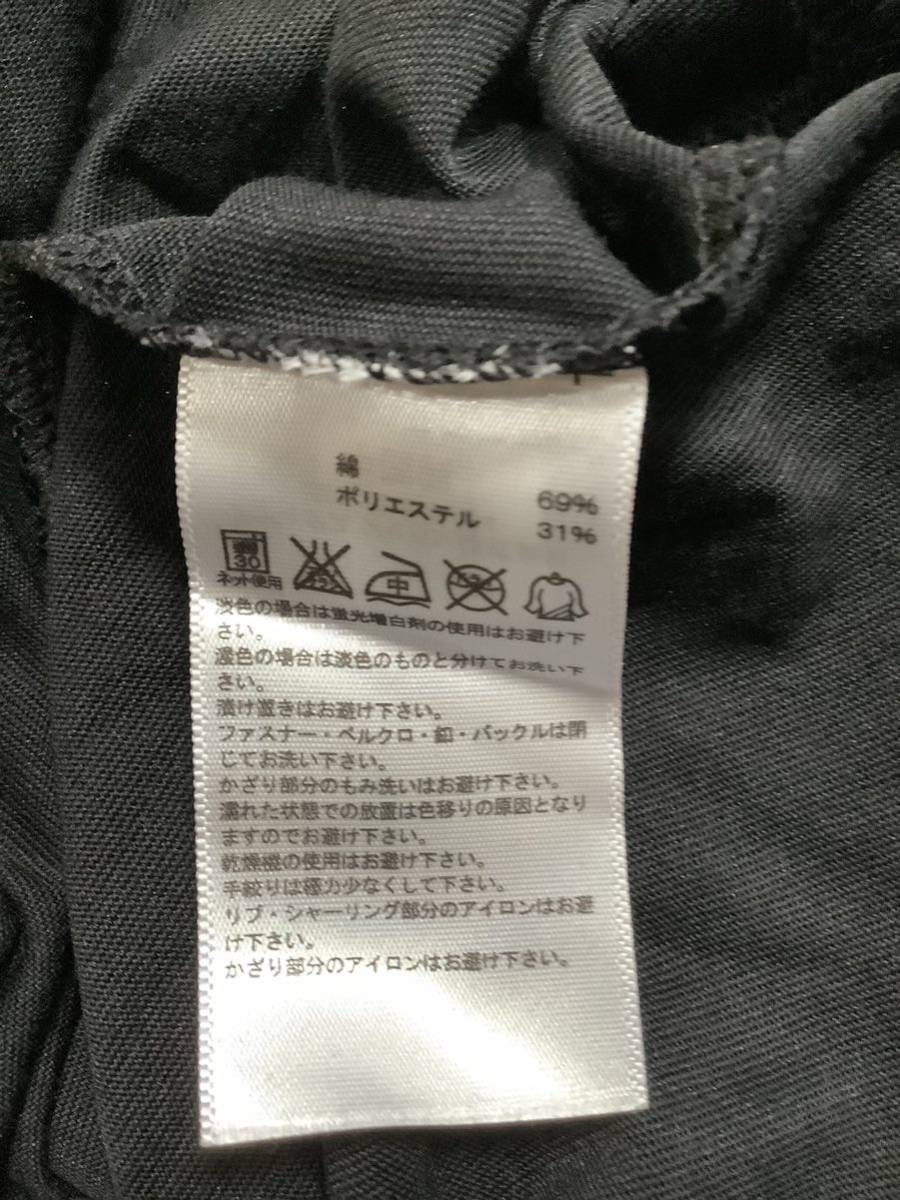 綿 69%
ポリエステル 31%
30
ネット使用
中
淡色の場合は蛍光増白剤の使用はお避け下
さい。
濃色の場合は淡色のものと分けてお洗い下
さい。
漬け置きはお避け下さい。
ファスナー・ベルクロ・釦・バックルは閉
じてお洗い下さい。
かざり部分のもみ洗いはお避け下さい。
濡れた状態での放置は色移りの原因となり
ますのでお避け下さい。
乾燥機の使用はお避け下さい。
手絞りは極力少なくして下さい。
リブ・シャーリング部分のアイロンはお避
け下さい。
かざり部分のアイロンはお避け下さい。